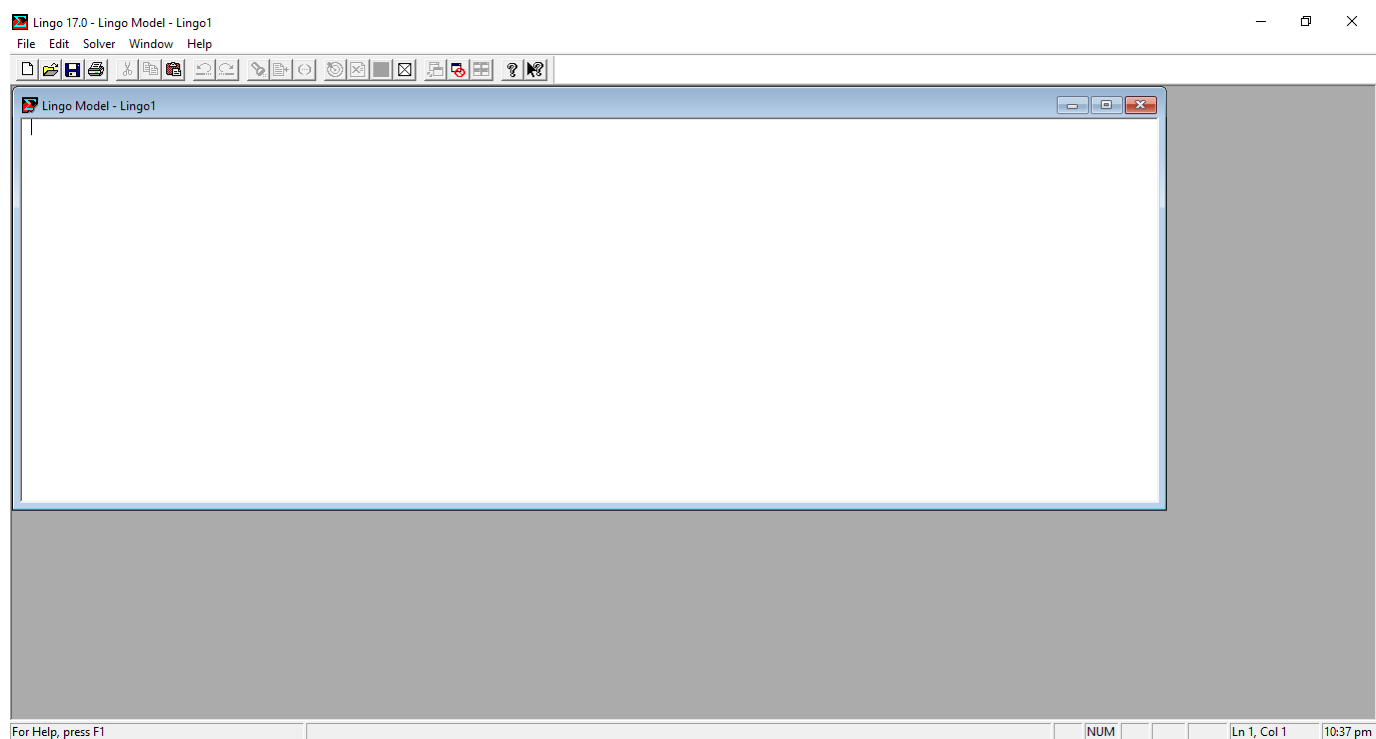 Lingo 17.0 - Lingo Model - Lingo1
File Edit Solver Window Help
Lingo Model - Lingo1
For Help, press F1 NUM Ln 1, Col 1 10:37 pm